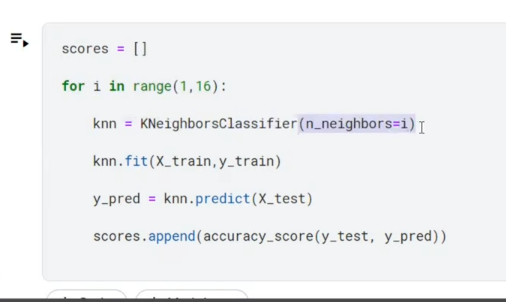 scores = []
for i in range(1,16):
knn = KNeighborsClassifier(n_neighbors=i)
knn.fit(X_train,y_train)
y_pred = knn.predict(X_test)
scores.append(accuracy_score(y_test, y_pred))